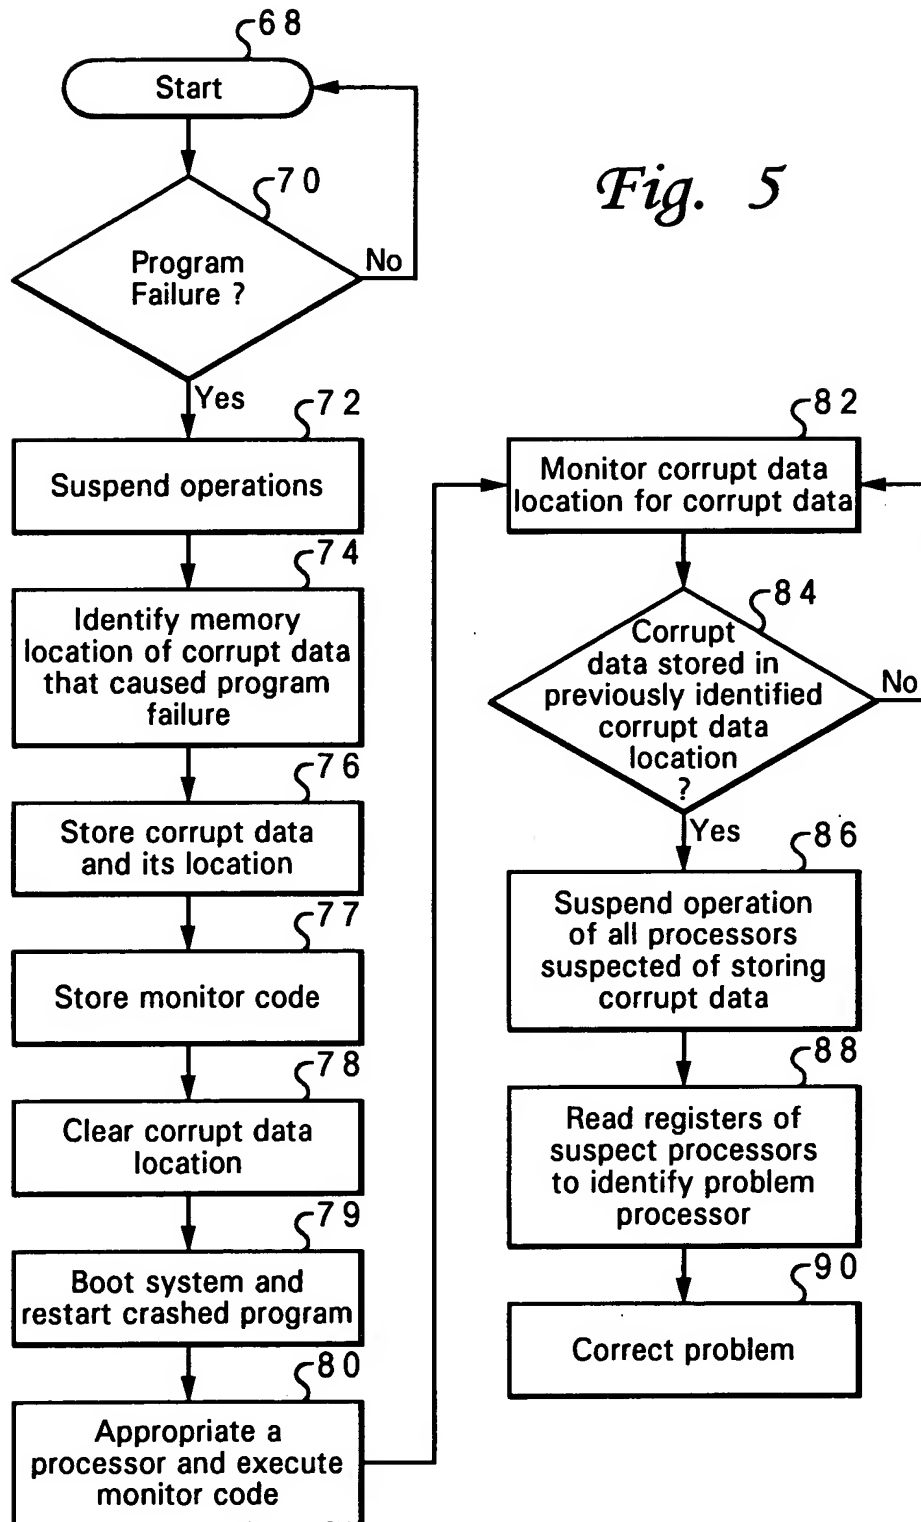 68
Start
Fig. 5
70
Program
Failure ?
No
Yes
72
Suspend operations
74
Identify memory
location of corrupt data
that caused program
failure
76
Store corrupt data
and its location
77
Store monitor code
78
Clear corrupt data
location
79
Boot system and
restart crashed program
80
Appropriate a
processor and execute
monitor code
82
Monitor corrupt data
location for corrupt data
84
Corrupt
data stored in
previously identified
corrupt data
location
?
No
Yes
86
Suspend operation
of all processors
suspected of storing
corrupt data
88
Read registers of
suspect processors
to identify problem
processor
90
Correct problem